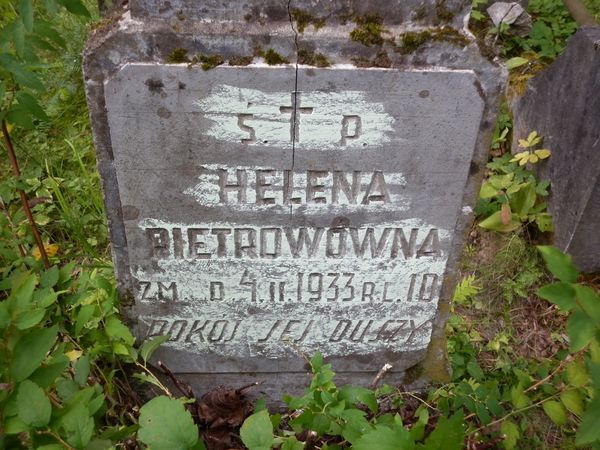 Ś † P.
HELENA
PIETROWÓWNA
ZM. D. 4.II.1933 R. L. 10
POKÓJ JEJ DUSZY